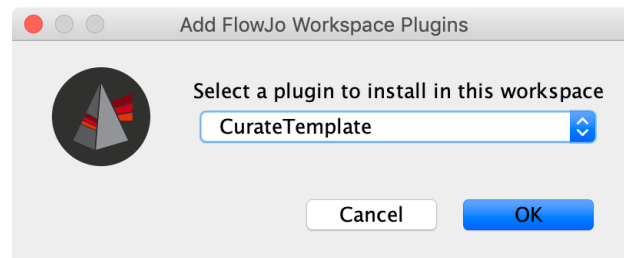 Add FlowJo Workspace Plugins
Select a plugin to install in this workspace
CurateTemplate
Cancel
OK